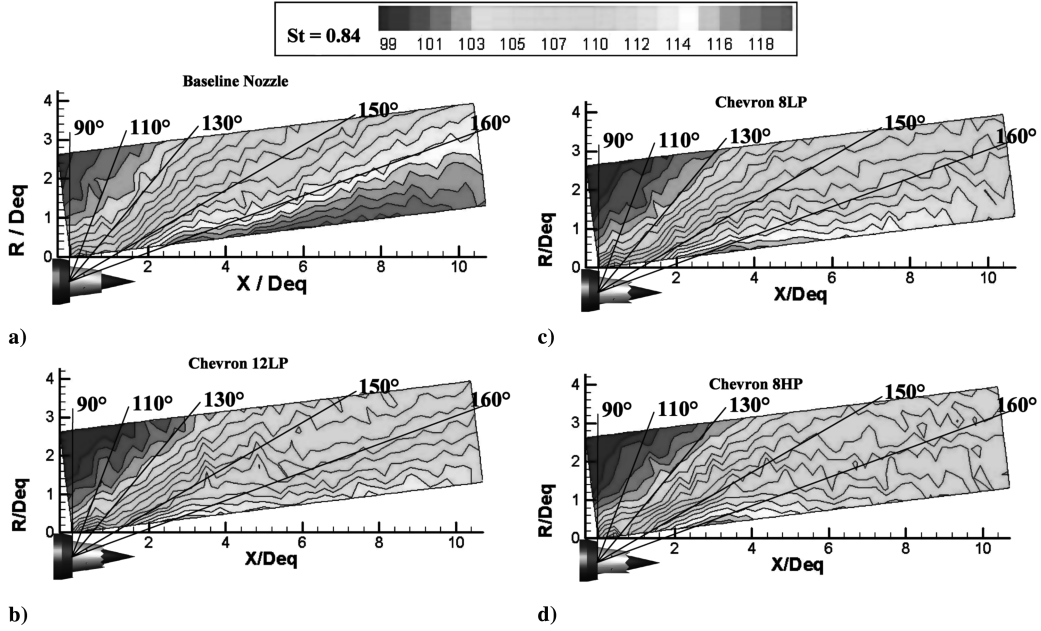 St = 0.84
99 101 103 105 107 110 112 114 116 118
Baseline Nozzle
4
3
2
1
0
R / Deq
90° 110° 130° 150° 160°
2 4 6 8 10
X / Deq
a)
Chevron 8LP
4
3
2
1
0
R/Deq
90° 110° 130° 150° 160°
2 4 6 8 10
X/Deq
c)
Chevron 12LP
4
3
2
1
0
R/Deq
90° 110° 130° 150° 160°
2 4 6 8 10
X/Deq
b)
Chevron 8HP
4
3
2
1
0
R/Deq
90° 110° 130° 150° 160°
2 4 6 8 10
X/Deq
d)